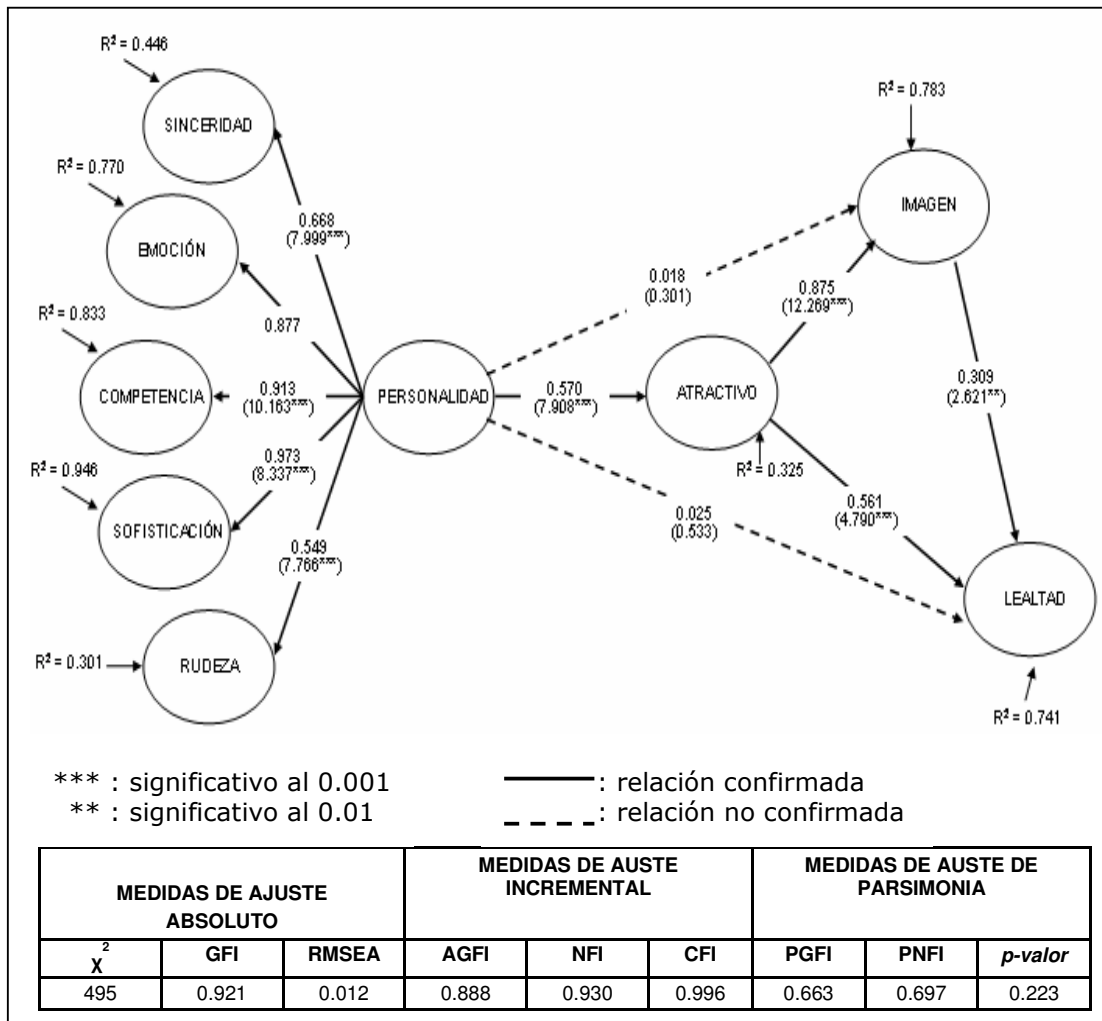 R² = 0.446
SINCERIDAD
R² = 0.783
R² = 0.770
IMAGEN
EMOCIÓN
0.668
(7.999***)
0.018
(0.301)
0.875
(12.269***)
R² = 0.833
0.877
COMPETENCIA
0.913
(10.163***)
PERSONALIDAD
0.570
(7.908***)
ATRACTIVO
0.309
(2.621**)
R² = 0.946
0.973
(8.337***)
R² = 0.325
SOFISTICACIÓN
0.025
(0.533)
0.561
(4.790***)
0.549
(7.766***)
LEALTAD
R² = 0.301
RUDEZA
R² = 0.741
*** : significativo al 0.001
: relación confirmada
** : significativo al 0.01
: relación no confirmada
MEDIDAS DE AJUSTE
ABSOLUTO
MEDIDAS DE AUSTE
INCREMENTAL
MEDIDAS DE AUSTE DE
PARSIMONIA
X² GFI RMSEA AGFI NFI CFI PGFI PNFI p-valor
495 0.921 0.012 0.888 0.930 0.996 0.663 0.697 0.223